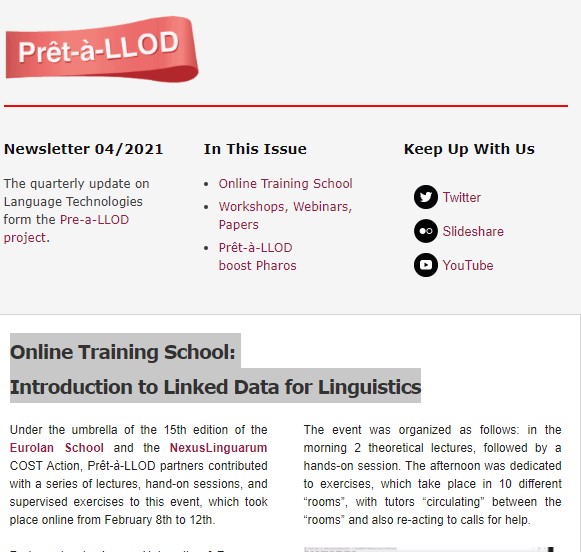 Prêt-à-LLOD
Newsletter 04/2021
The quarterly update on
Language Technologies
form the Pre-a-LLOD
project.
In This Issue
Online Training School
Workshops, Webinars,
Papers
Prêt-à-LLOD
boost Pharos
Keep Up With Us
Twitter
Slideshare
YouTube
Online Training School:
Introduction to Linked Data for Linguistics
Under the umbrella of the 15th edition of the
Eurolan School and the NexusLinguarum
COST Action, Prêt-à-LLOD partners contributed
with a series of lectures, hand-on sessions, and
supervised exercises to this event, which took
place online from February 8th to 12th.
The event was organized as follows: in the
morning 2 theoretical lectures, followed by a
hands-on session. The afternoon was dedicated
to exercises, which take place in 10 different
“rooms”, with tutors “circulating” between the
“rooms” and also re-acting to calls for help.